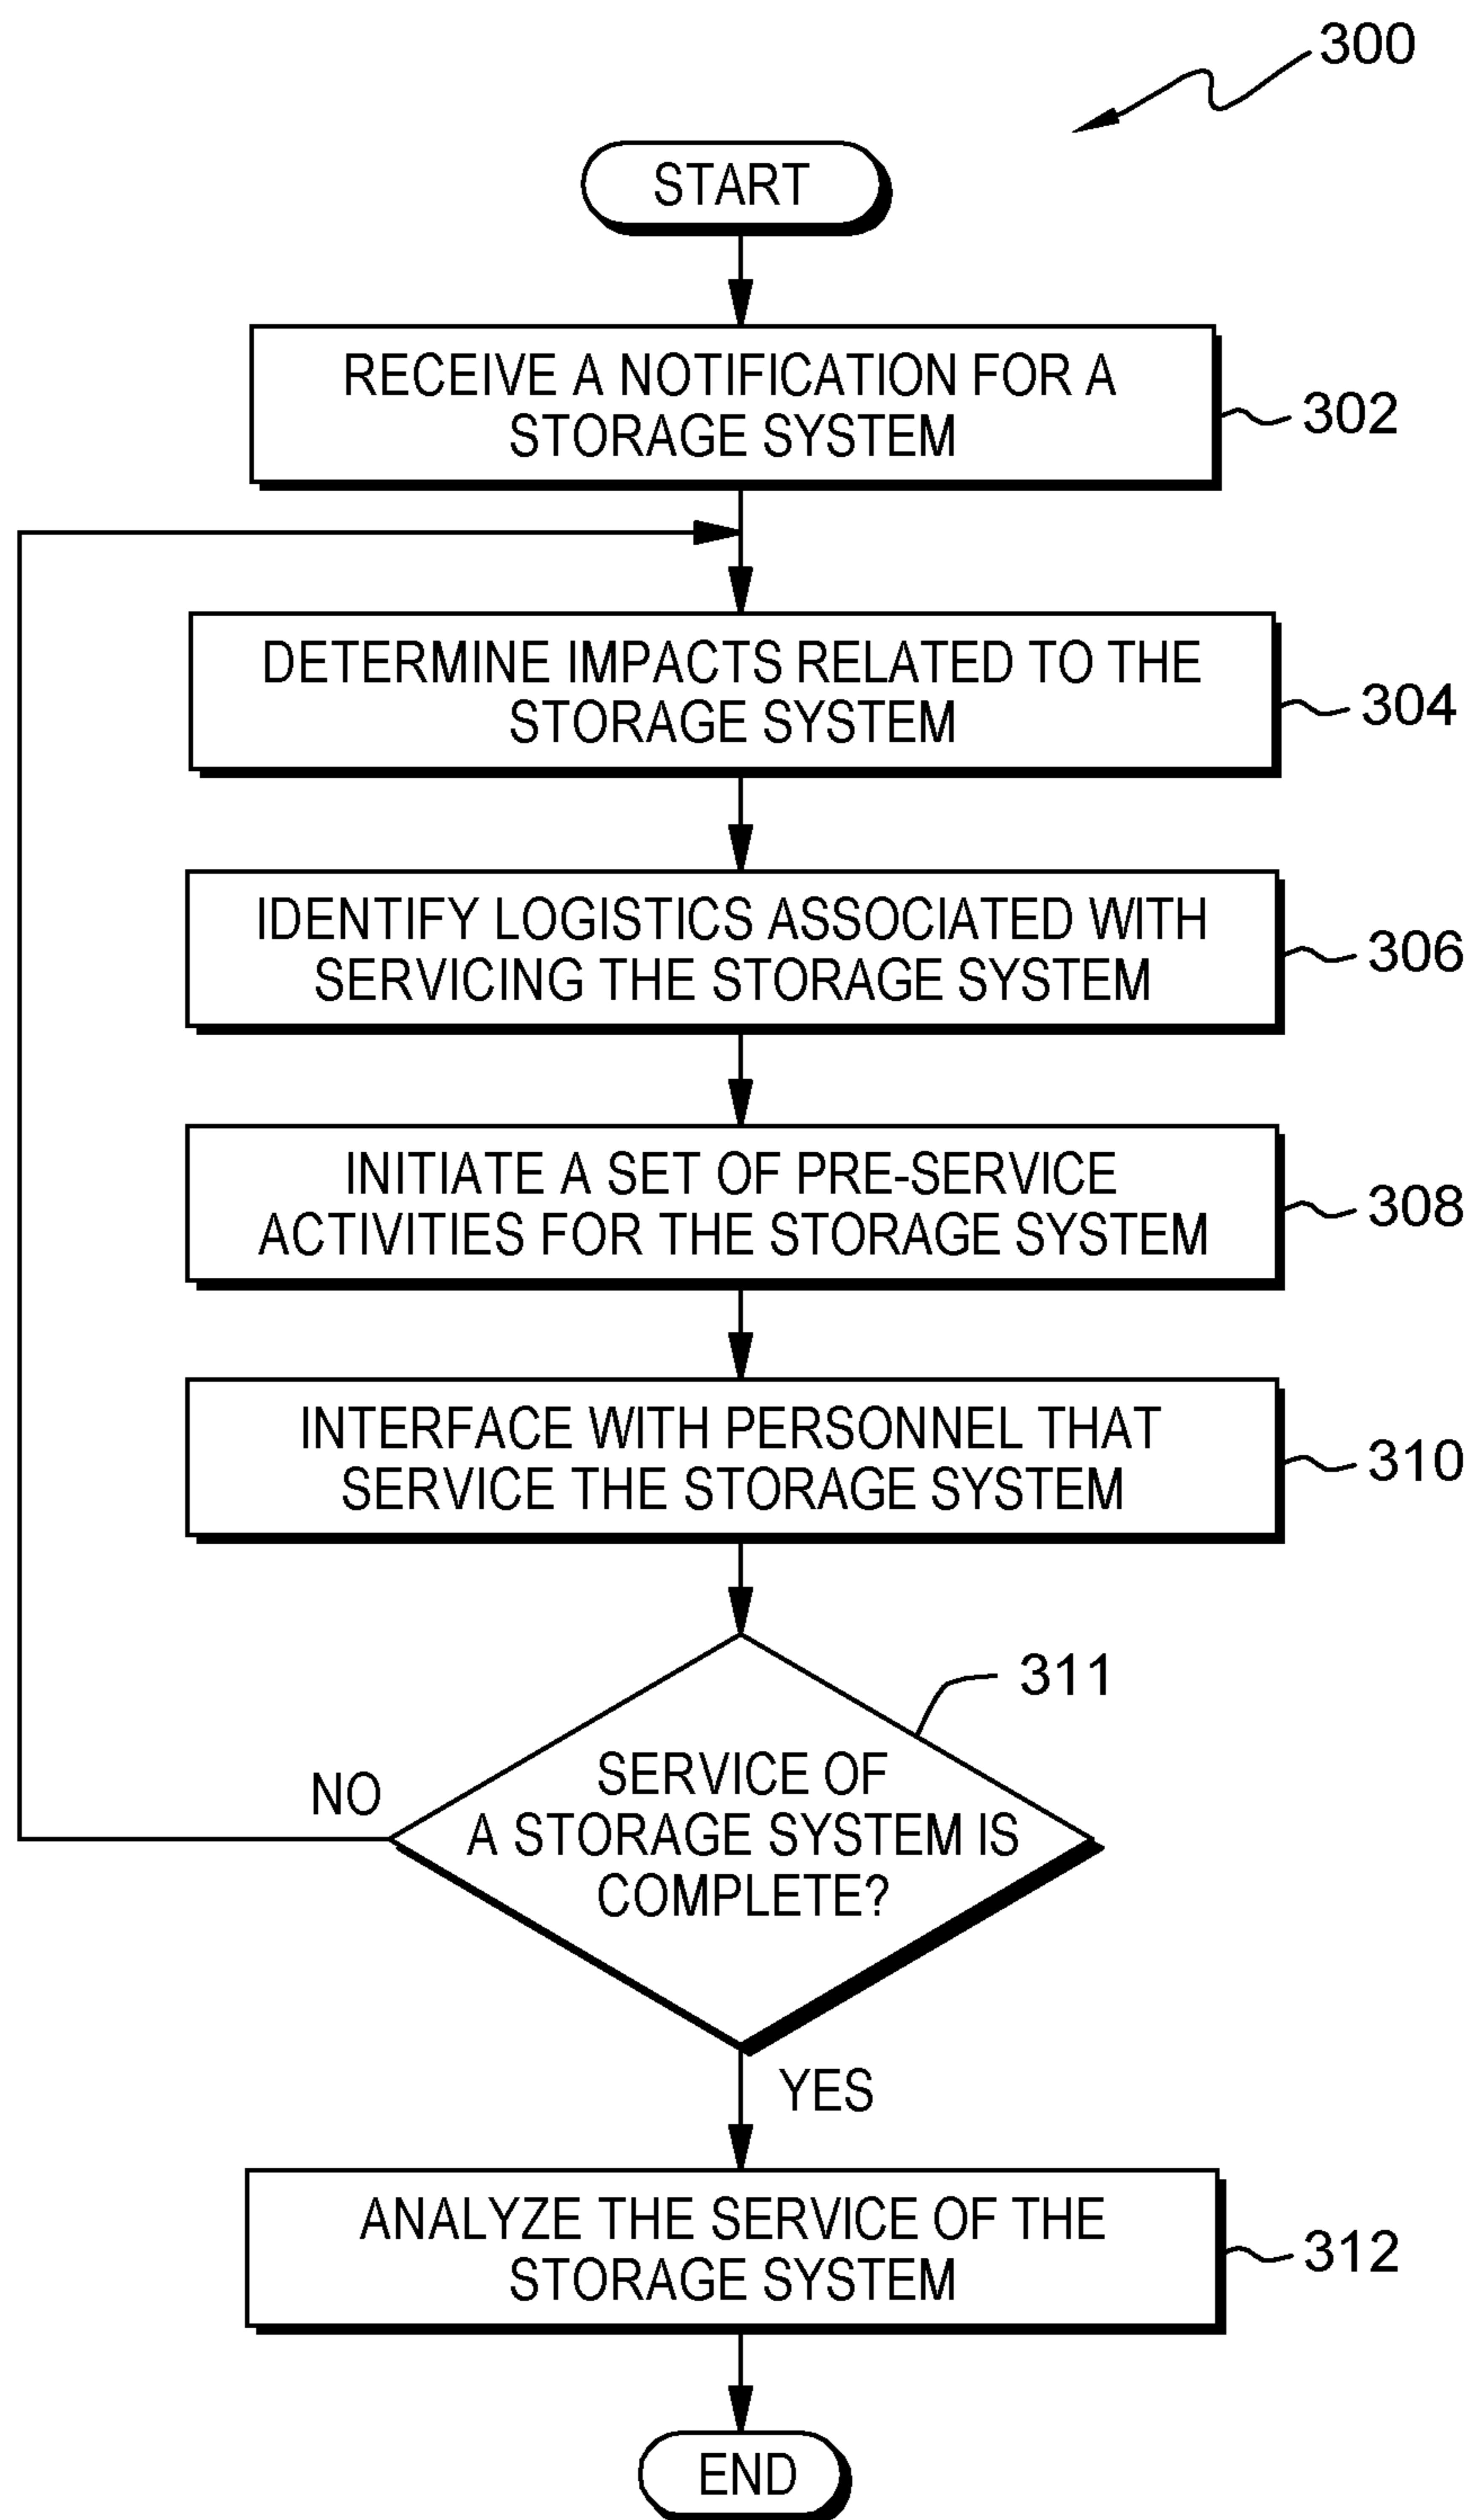 300
START
RECEIVE A NOTIFICATION FOR A
STORAGE SYSTEM
302
DETERMINE IMPACTS RELATED TO THE
STORAGE SYSTEM
304
IDENTIFY LOGISTICS ASSOCIATED WITH
SERVICING THE STORAGE SYSTEM
306
INITIATE A SET OF PRE-SERVICE
ACTIVITIES FOR THE STORAGE SYSTEM
308
INTERFACE WITH PERSONNEL THAT
SERVICE THE STORAGE SYSTEM
310
311
SERVICE OF
A STORAGE SYSTEM IS
COMPLETE?
NO
YES
ANALYZE THE SERVICE OF THE
STORAGE SYSTEM
312
END